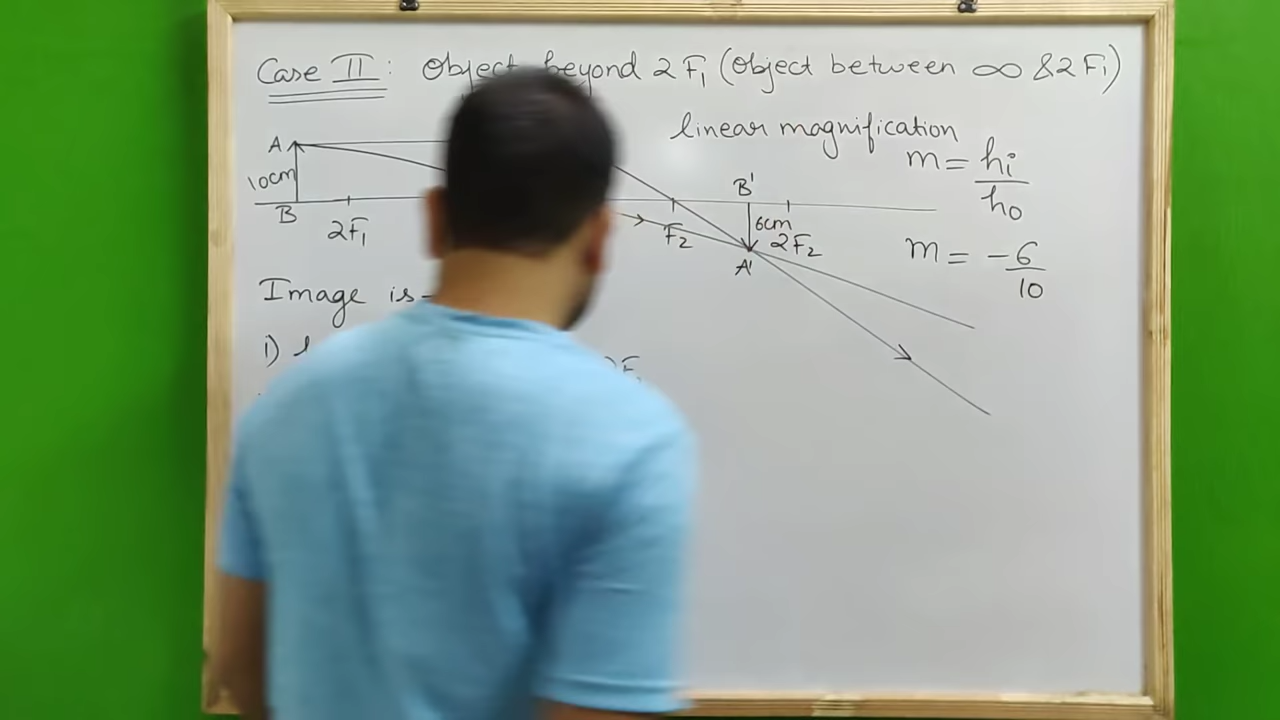 Case II : Object beyond 2F₁ (Object between ∞ & 2F₁)
linear magnification
m = hi/ho
A
10cm
B
2F₁
F₂
B'
6cm
2F₂
A'
m = -6/10
Image is -
1)